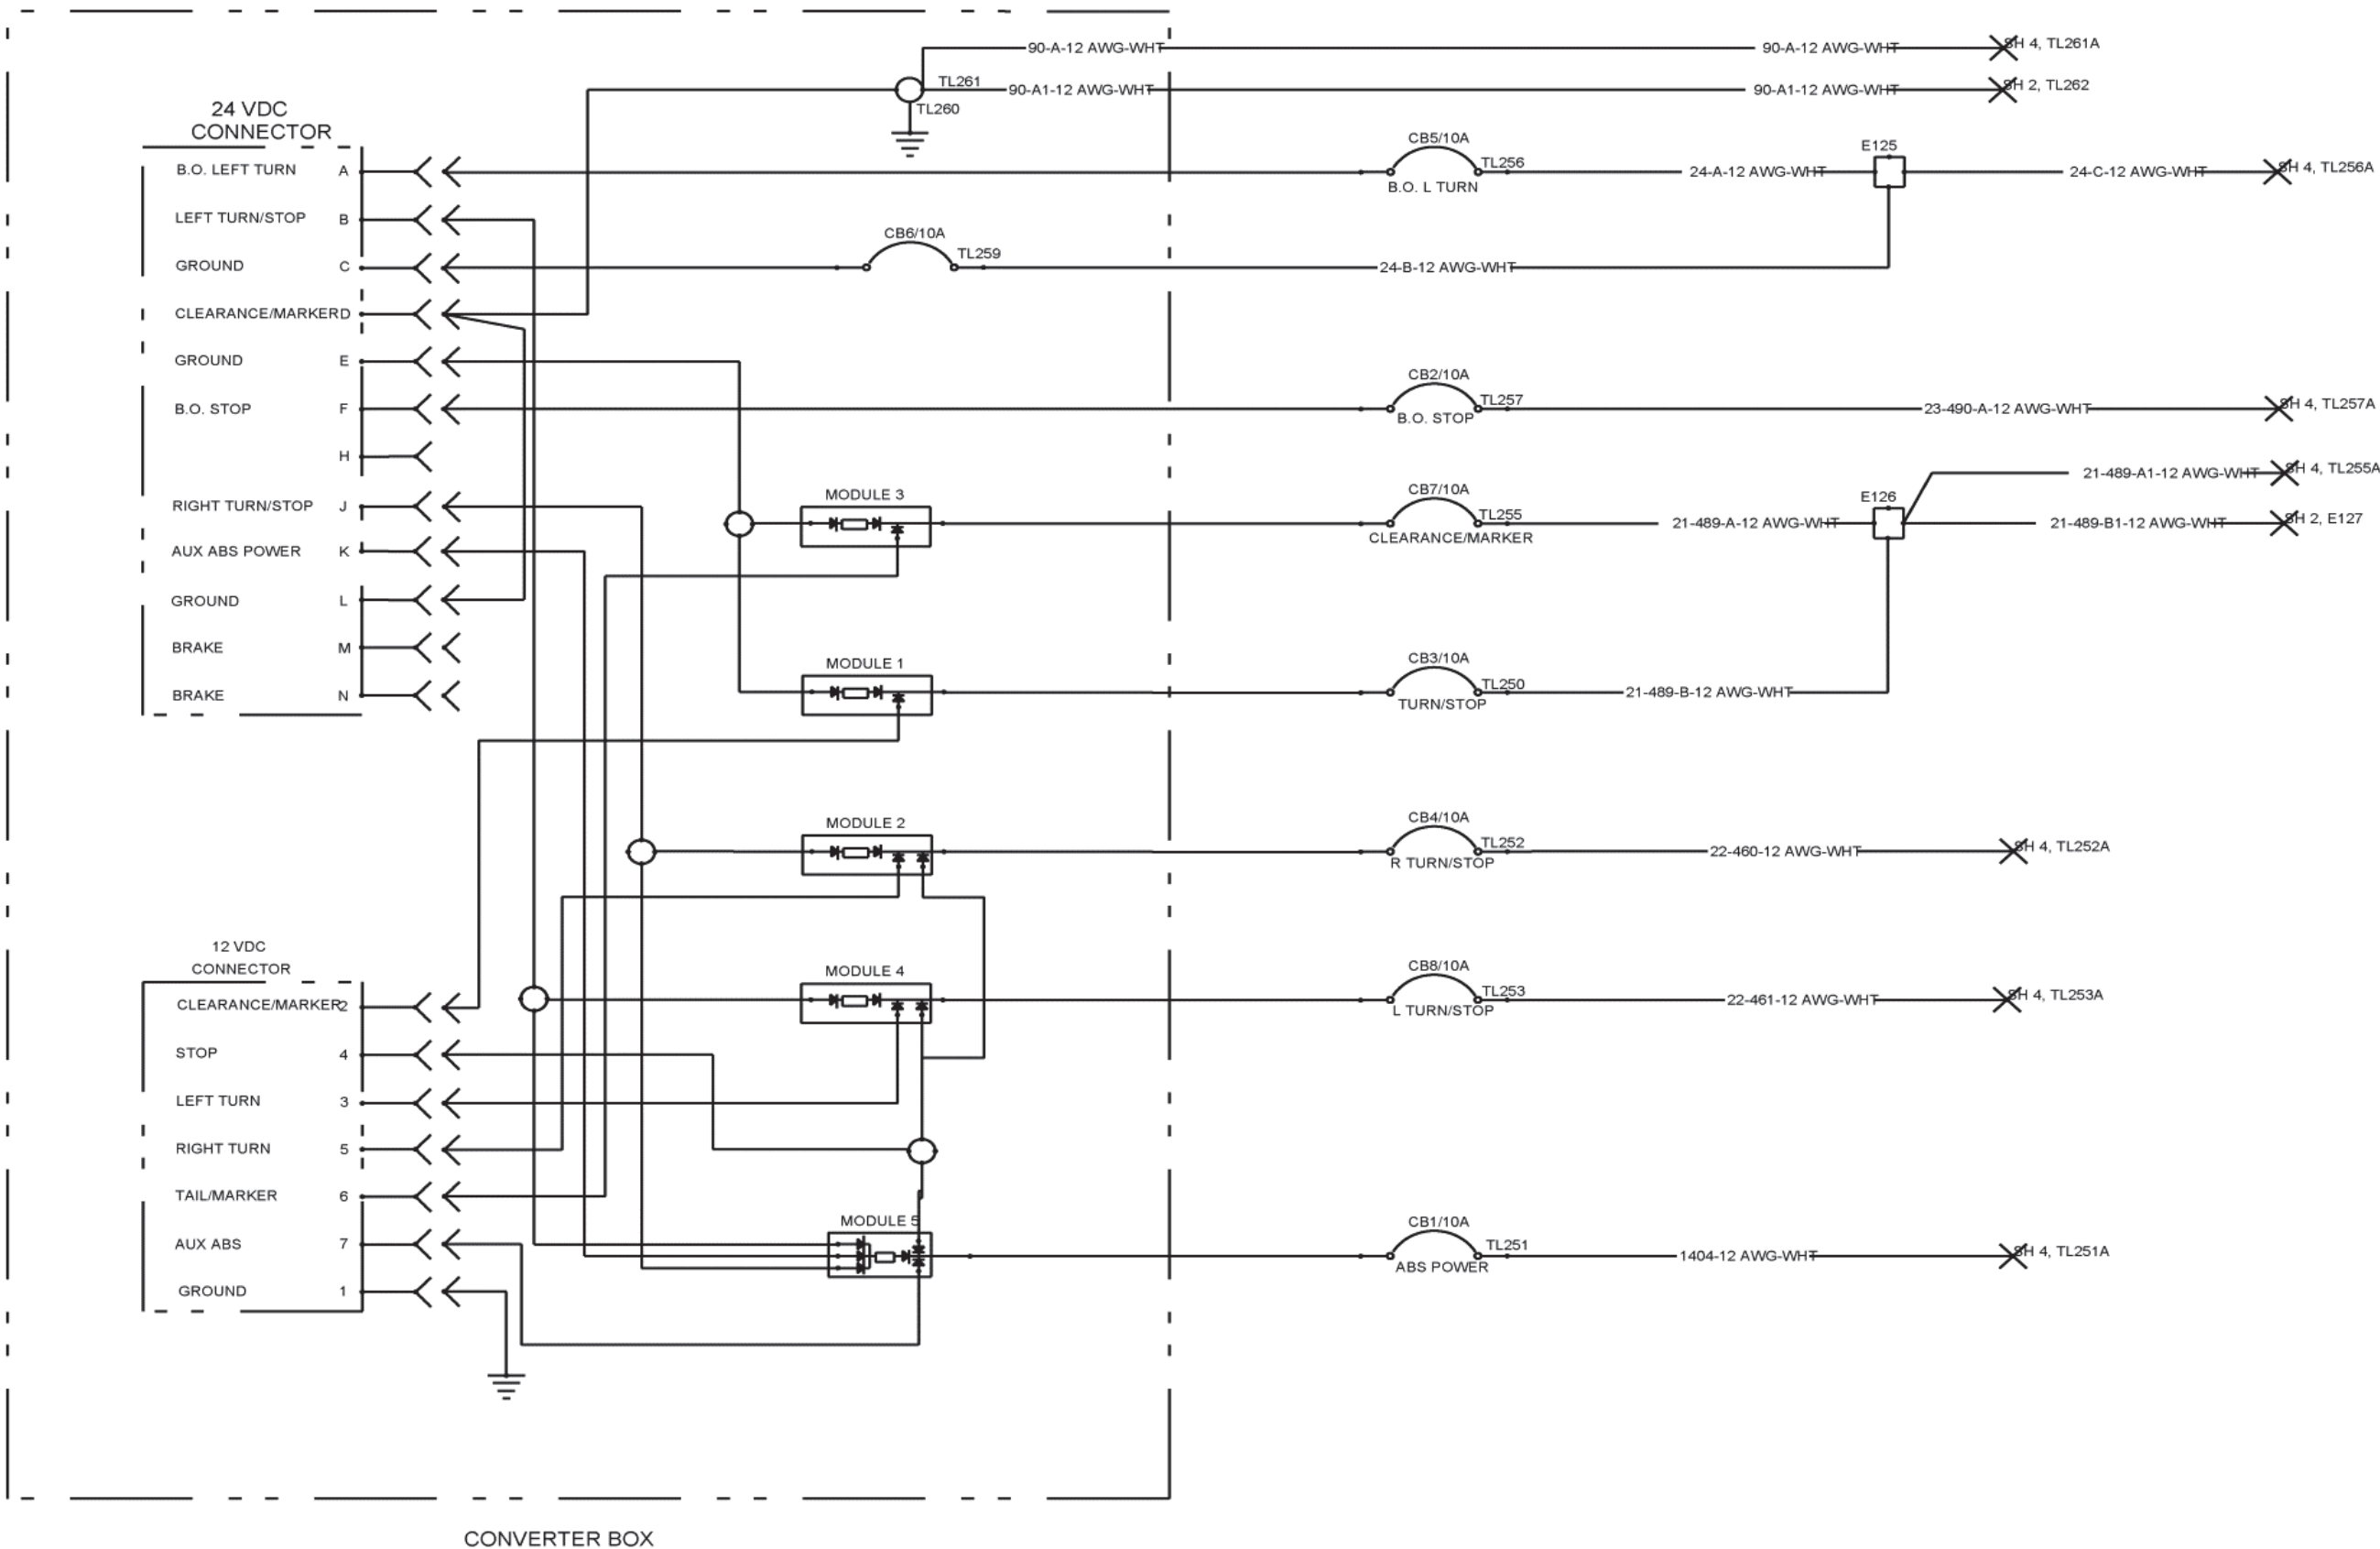 90-A-12 AWG-WHT
90-A-12 AWG-WHT
SH 4, TL261A
TL261
90-A1-12 AWG-WHT
90-A1-12 AWG-WHT
SH 2, TL262
TL260
24 VDC
CONNECTOR
B.O. LEFT TURN A
CB5/10A
TL256
B.O. L TURN
24-A-12 AWG-WHT
E125
24-C-12 AWG-WHT
SH 4, TL256A
LEFT TURN/STOP B
GROUND C
CB6/10A
TL259
24-B-12 AWG-WHT
CLEARANCE/MARKER D
GROUND E
B.O. STOP F
CB2/10A
TL257
B.O. STOP
23-490-A-12 AWG-WHT
SH 4, TL257A
H
21-489-A1-12 AWG-WHT
SH 4, TL255A
RIGHT TURN/STOP J
MODULE 3
CB7/10A
TL255
CLEARANCE/MARKER
21-489-A-12 AWG-WHT
E126
21-489-B1-12 AWG-WHT
SH 2, E127
AUX ABS POWER K
GROUND L
BRAKE M
BRAKE N
MODULE 1
CB3/10A
TL250
TURN/STOP
21-489-B-12 AWG-WHT
MODULE 2
CB4/10A
TL252
R TURN/STOP
22-460-12 AWG-WHT
SH 4, TL252A
12 VDC
CONNECTOR
CLEARANCE/MARKER 2
MODULE 4
CB8/10A
TL253
L TURN/STOP
22-461-12 AWG-WHT
SH 4, TL253A
STOP 4
LEFT TURN 3
RIGHT TURN 5
TAIL/MARKER 6
AUX ABS 7
MODULE 5
CB1/10A
TL251
ABS POWER
1404-12 AWG-WHT
SH 4, TL251A
GROUND 1
CONVERTER BOX